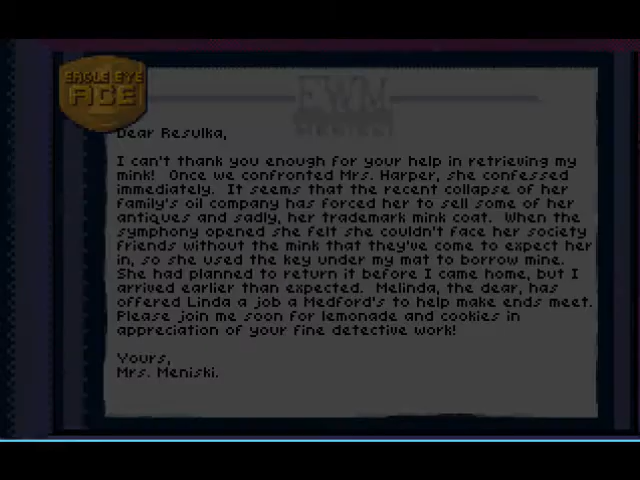 EAGLE EYE
ACE
EWM
Dear Resulka,
I can't thank you enough for your help in retrieving my
mink! Once we confronted Mrs. Harper, she confessed
immediately. It seems that the recent collapse of her
family's oil company has forced her to sell some of her
antiques and sadly, her trademark mink coat. When the
symphony opened she felt she couldn't face her society
friends without the mink that they've come to expect her
in, so she used the key under my mat to borrow mine.
She had planned to return it before I came home, but I
arrived earlier than expected. Melinda, the dear, has
offered Linda a job a Medford's to help make ends meet.
Please join me soon for lemonade and cookies in
appreciation of your fine detective work!
Yours,
Mrs. Meniski.